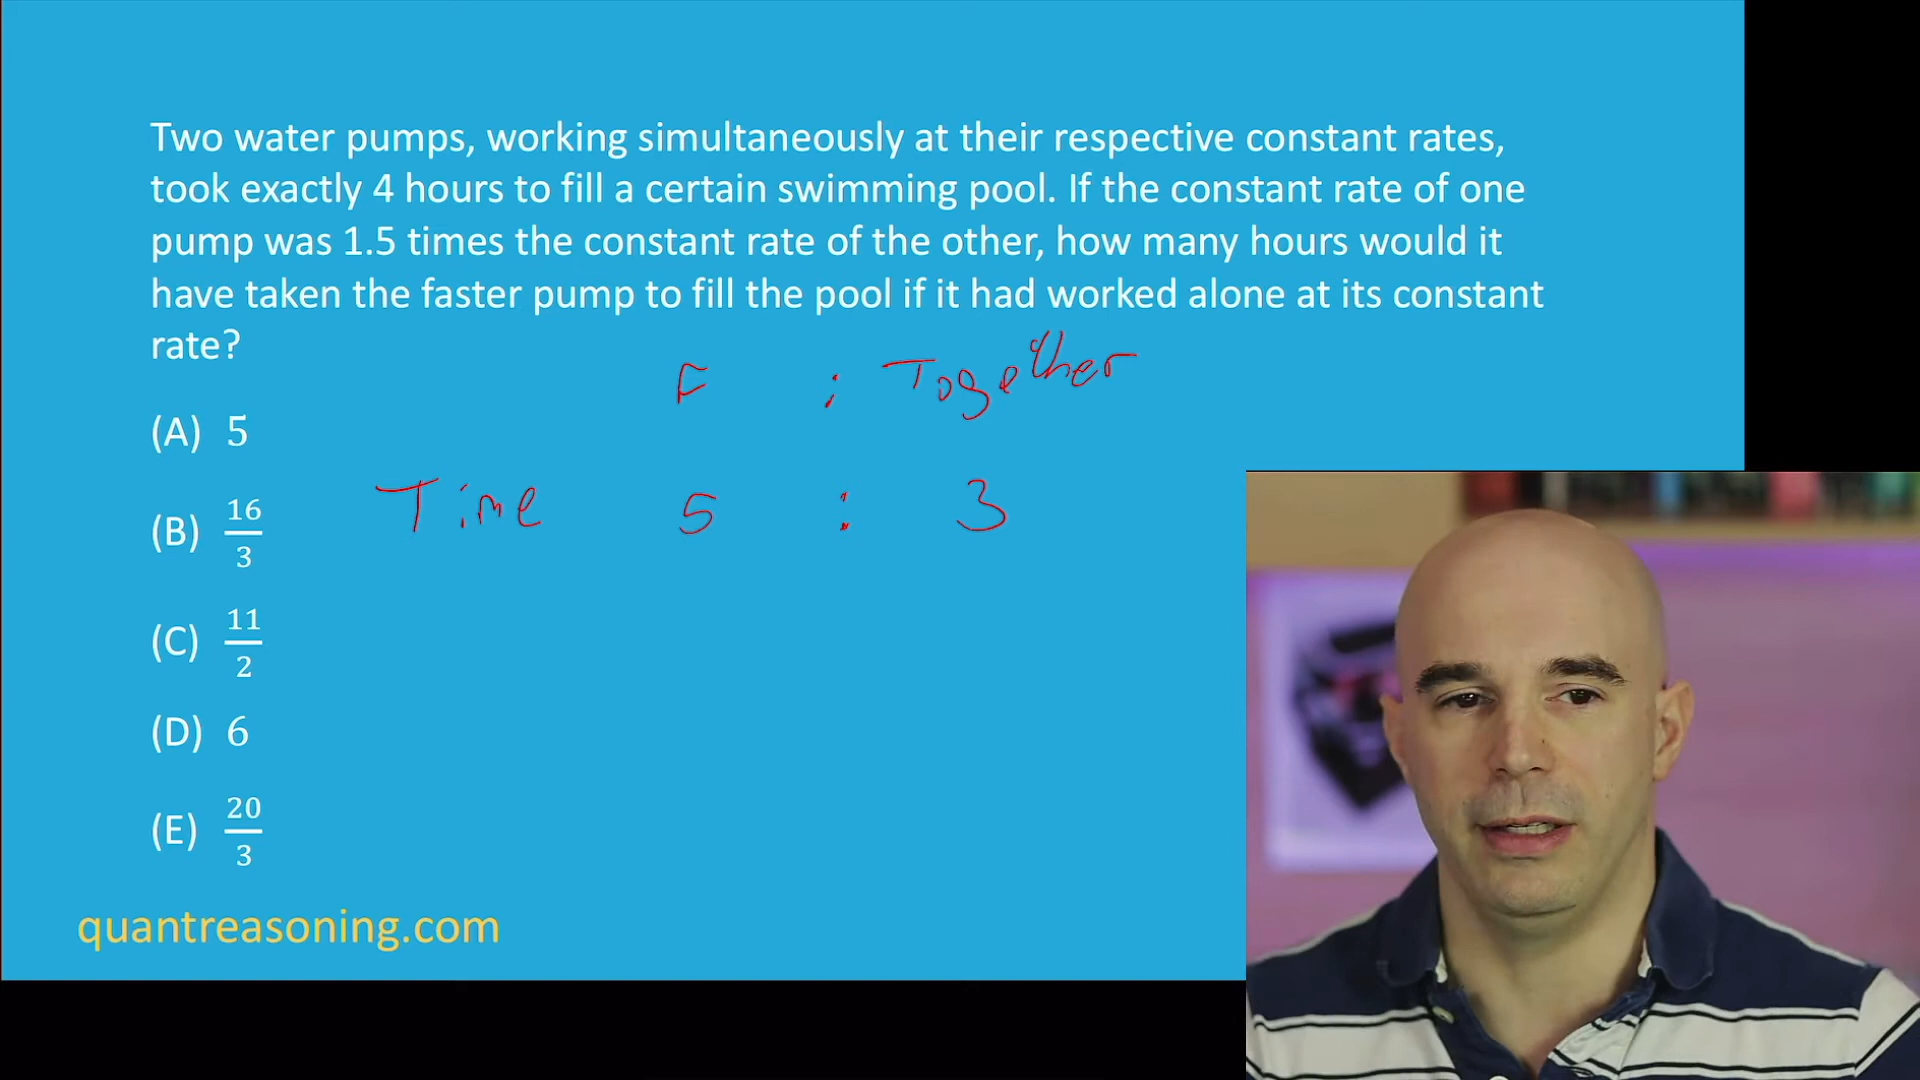 Two water pumps, working simultaneously at their respective constant rates,
took exactly 4 hours to fill a certain swimming pool. If the constant rate of one
pump was 1.5 times the constant rate of the other, how many hours would it
have taken the faster pump to fill the pool if it had worked alone at its constant
rate?
F : Together
(A) 5
Time 5 : 3
(B) 16/3
(C) 11/2
(D) 6
(E) 20/3
quantreasoning.com